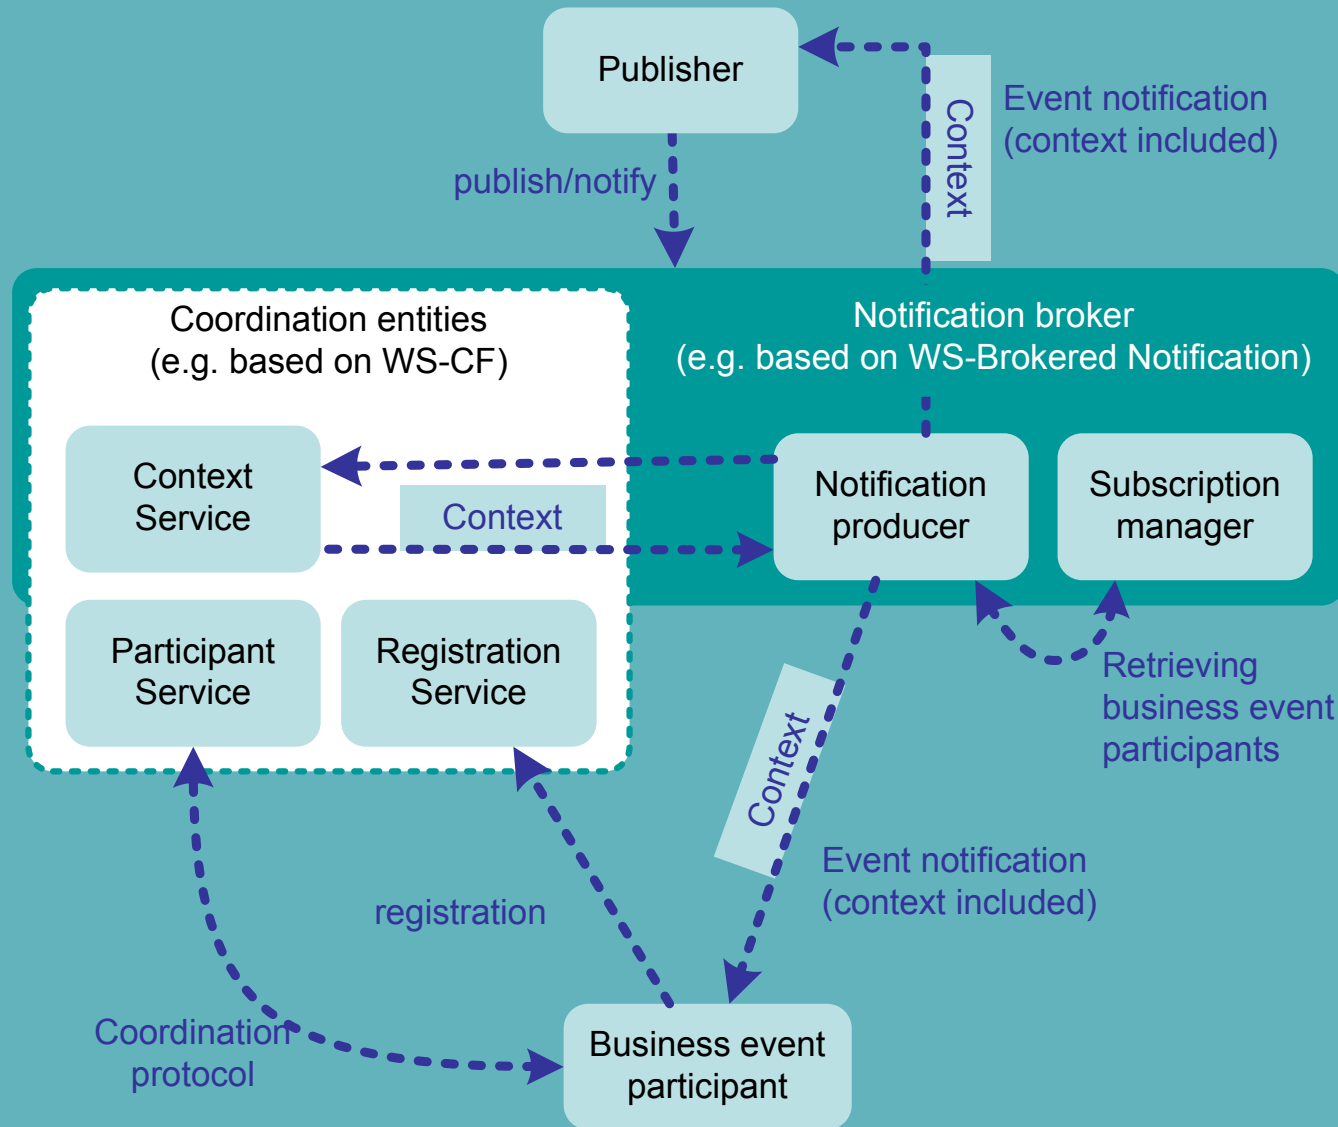 Publisher
Context
Event notification
(context included)
publish/notify
Coordination entities
(e.g. based on WS-CF)
Notification broker
(e.g. based on WS-Brokered Notification)
Context
Service
Context
Notification
producer
Subscription
manager
Participant
Service
Registration
Service
Retrieving
business event
participants
Context
Event notification
(context included)
registration
Coordination
protocol
Business event
participant